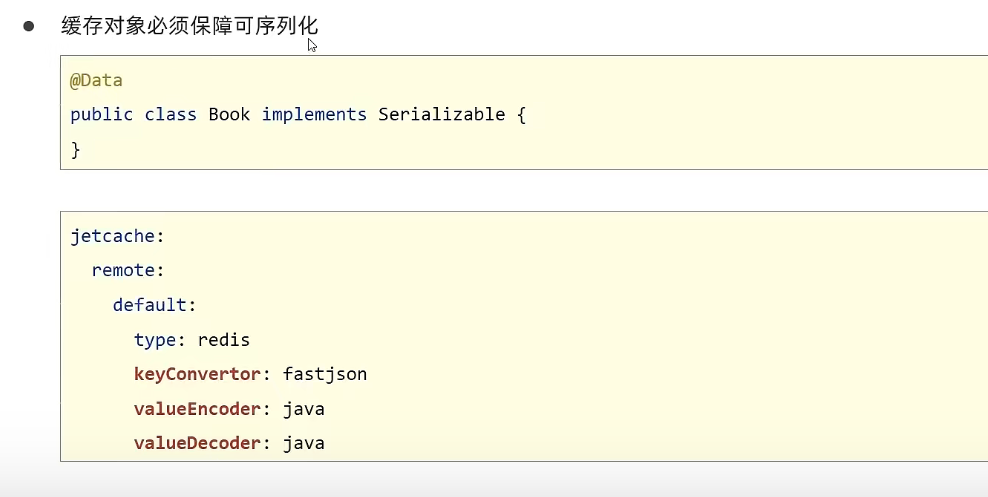 ● 缓存对象必须保障可序列化
@Data
public class Book implements Serializable {
}
jetcache:
  remote:
    default:
      type: redis
      keyConvertor: fastjson
      valueEncoder: java
      valueDecoder: java